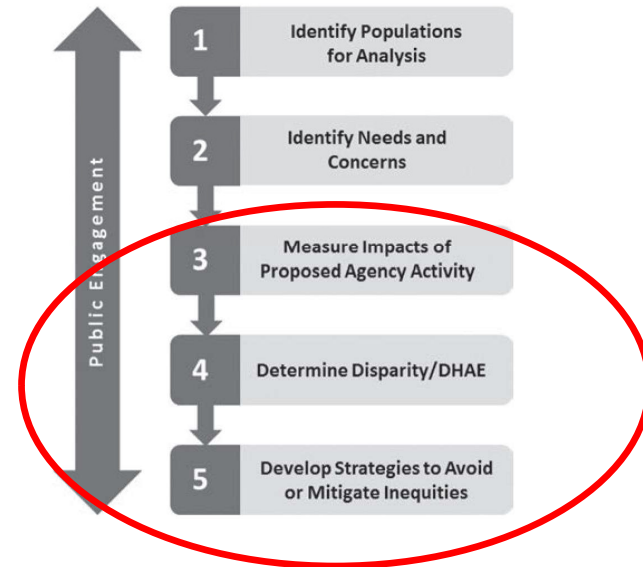 Public Engagement
1
Identify Populations
for Analysis
2
Identify Needs and
Concerns
3
Measure Impacts of
Proposed Agency Activity
4
Determine Disparity/DHAE
5
Develop Strategies to Avoid
or Mitigate Inequities